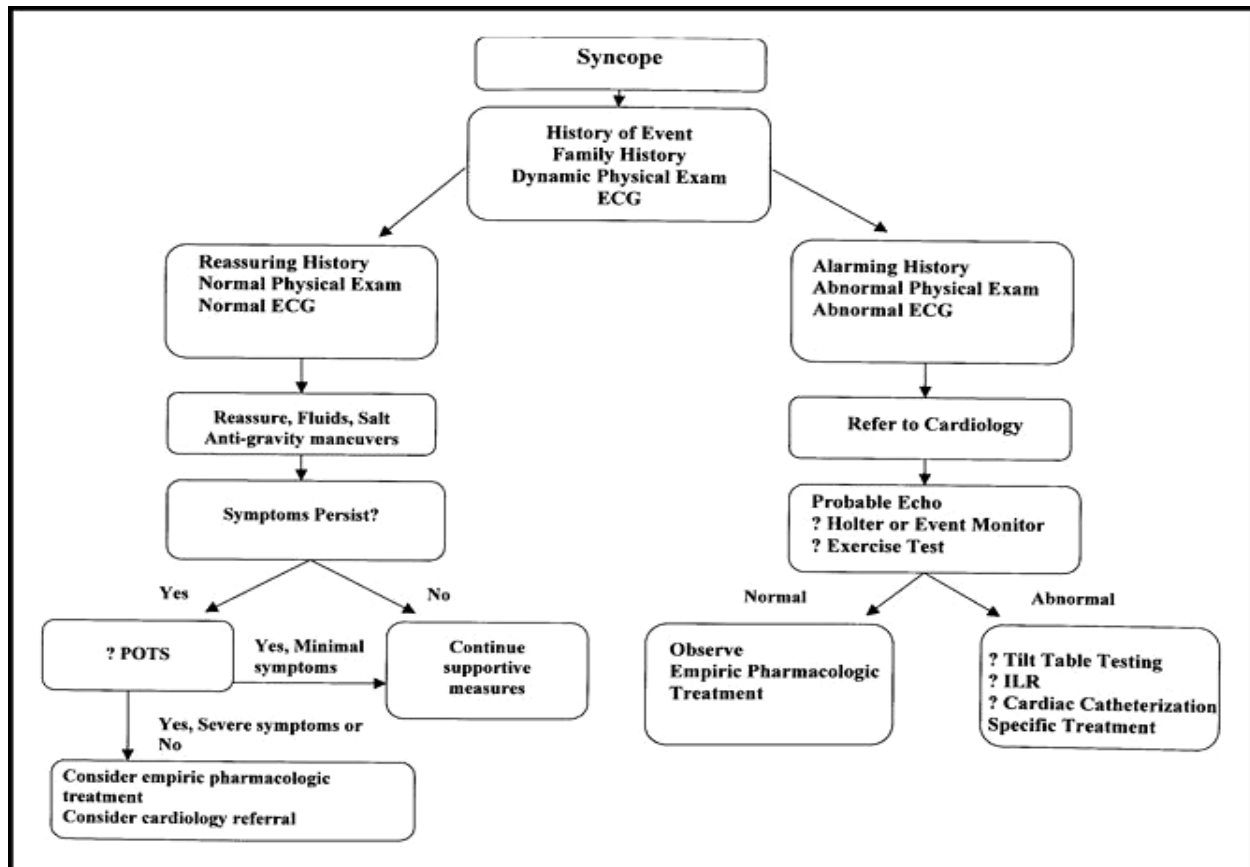 Syncope
History of Event
Family History
Dynamic Physical Exam
ECG
Reassuring History
Normal Physical Exam
Normal ECG
Alarming History
Abnormal Physical Exam
Abnormal ECG
Reassure, Fluids, Salt
Anti-gravity maneuvers
Refer to Cardiology
Symptoms Persist?
Probable Echo
? Holter or Event Monitor
? Exercise Test
Yes
No
Normal
Abnormal
? POTS
Yes, Minimal
symptoms
Continue
supportive
measures
Observe
Empiric Pharmacologic
Treatment
? Tilt Table Testing
? ILR
? Cardiac Catheterization
Specific Treatment
Yes, Severe symptoms or
No
Consider empiric pharmacologic
treatment
Consider cardiology referral